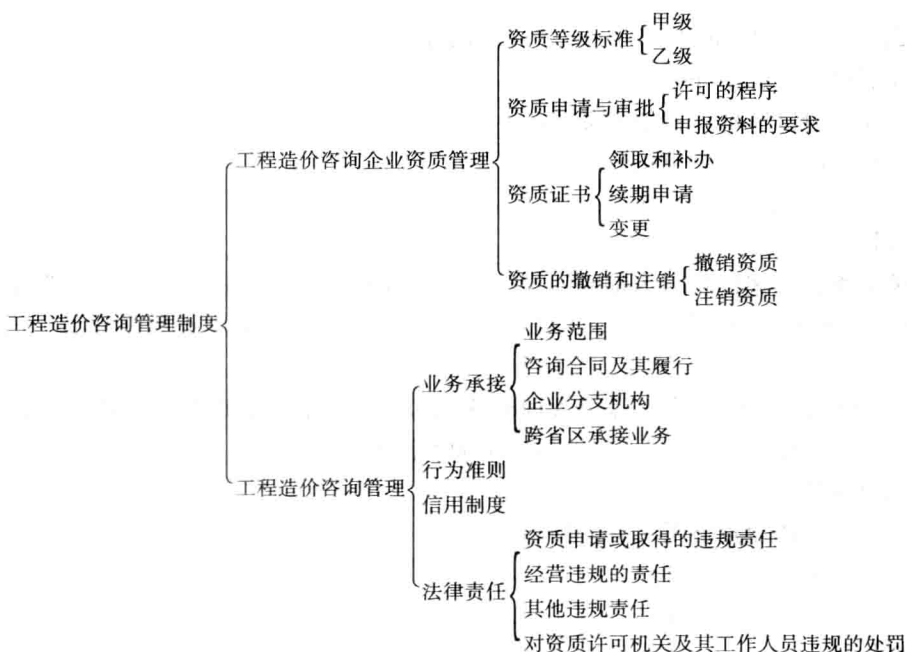 甲级
资质等级标准
乙级
许可的程序
资质申请与审批
申报资料的要求
工程造价咨询企业资质管理
领取和补办
资质证书
续期申请
变更
撤销资质
资质的撤销和注销
注销资质
工程造价咨询管理制度
业务范围
业务承接
咨询合同及其履行
企业分支机构
跨省区承接业务
工程造价咨询管理
行为准则
信用制度
资质申请或取得的违规责任
经营违规的责任
法律责任
其他违规责任
对资质许可机关及其工作人员违规的处罚